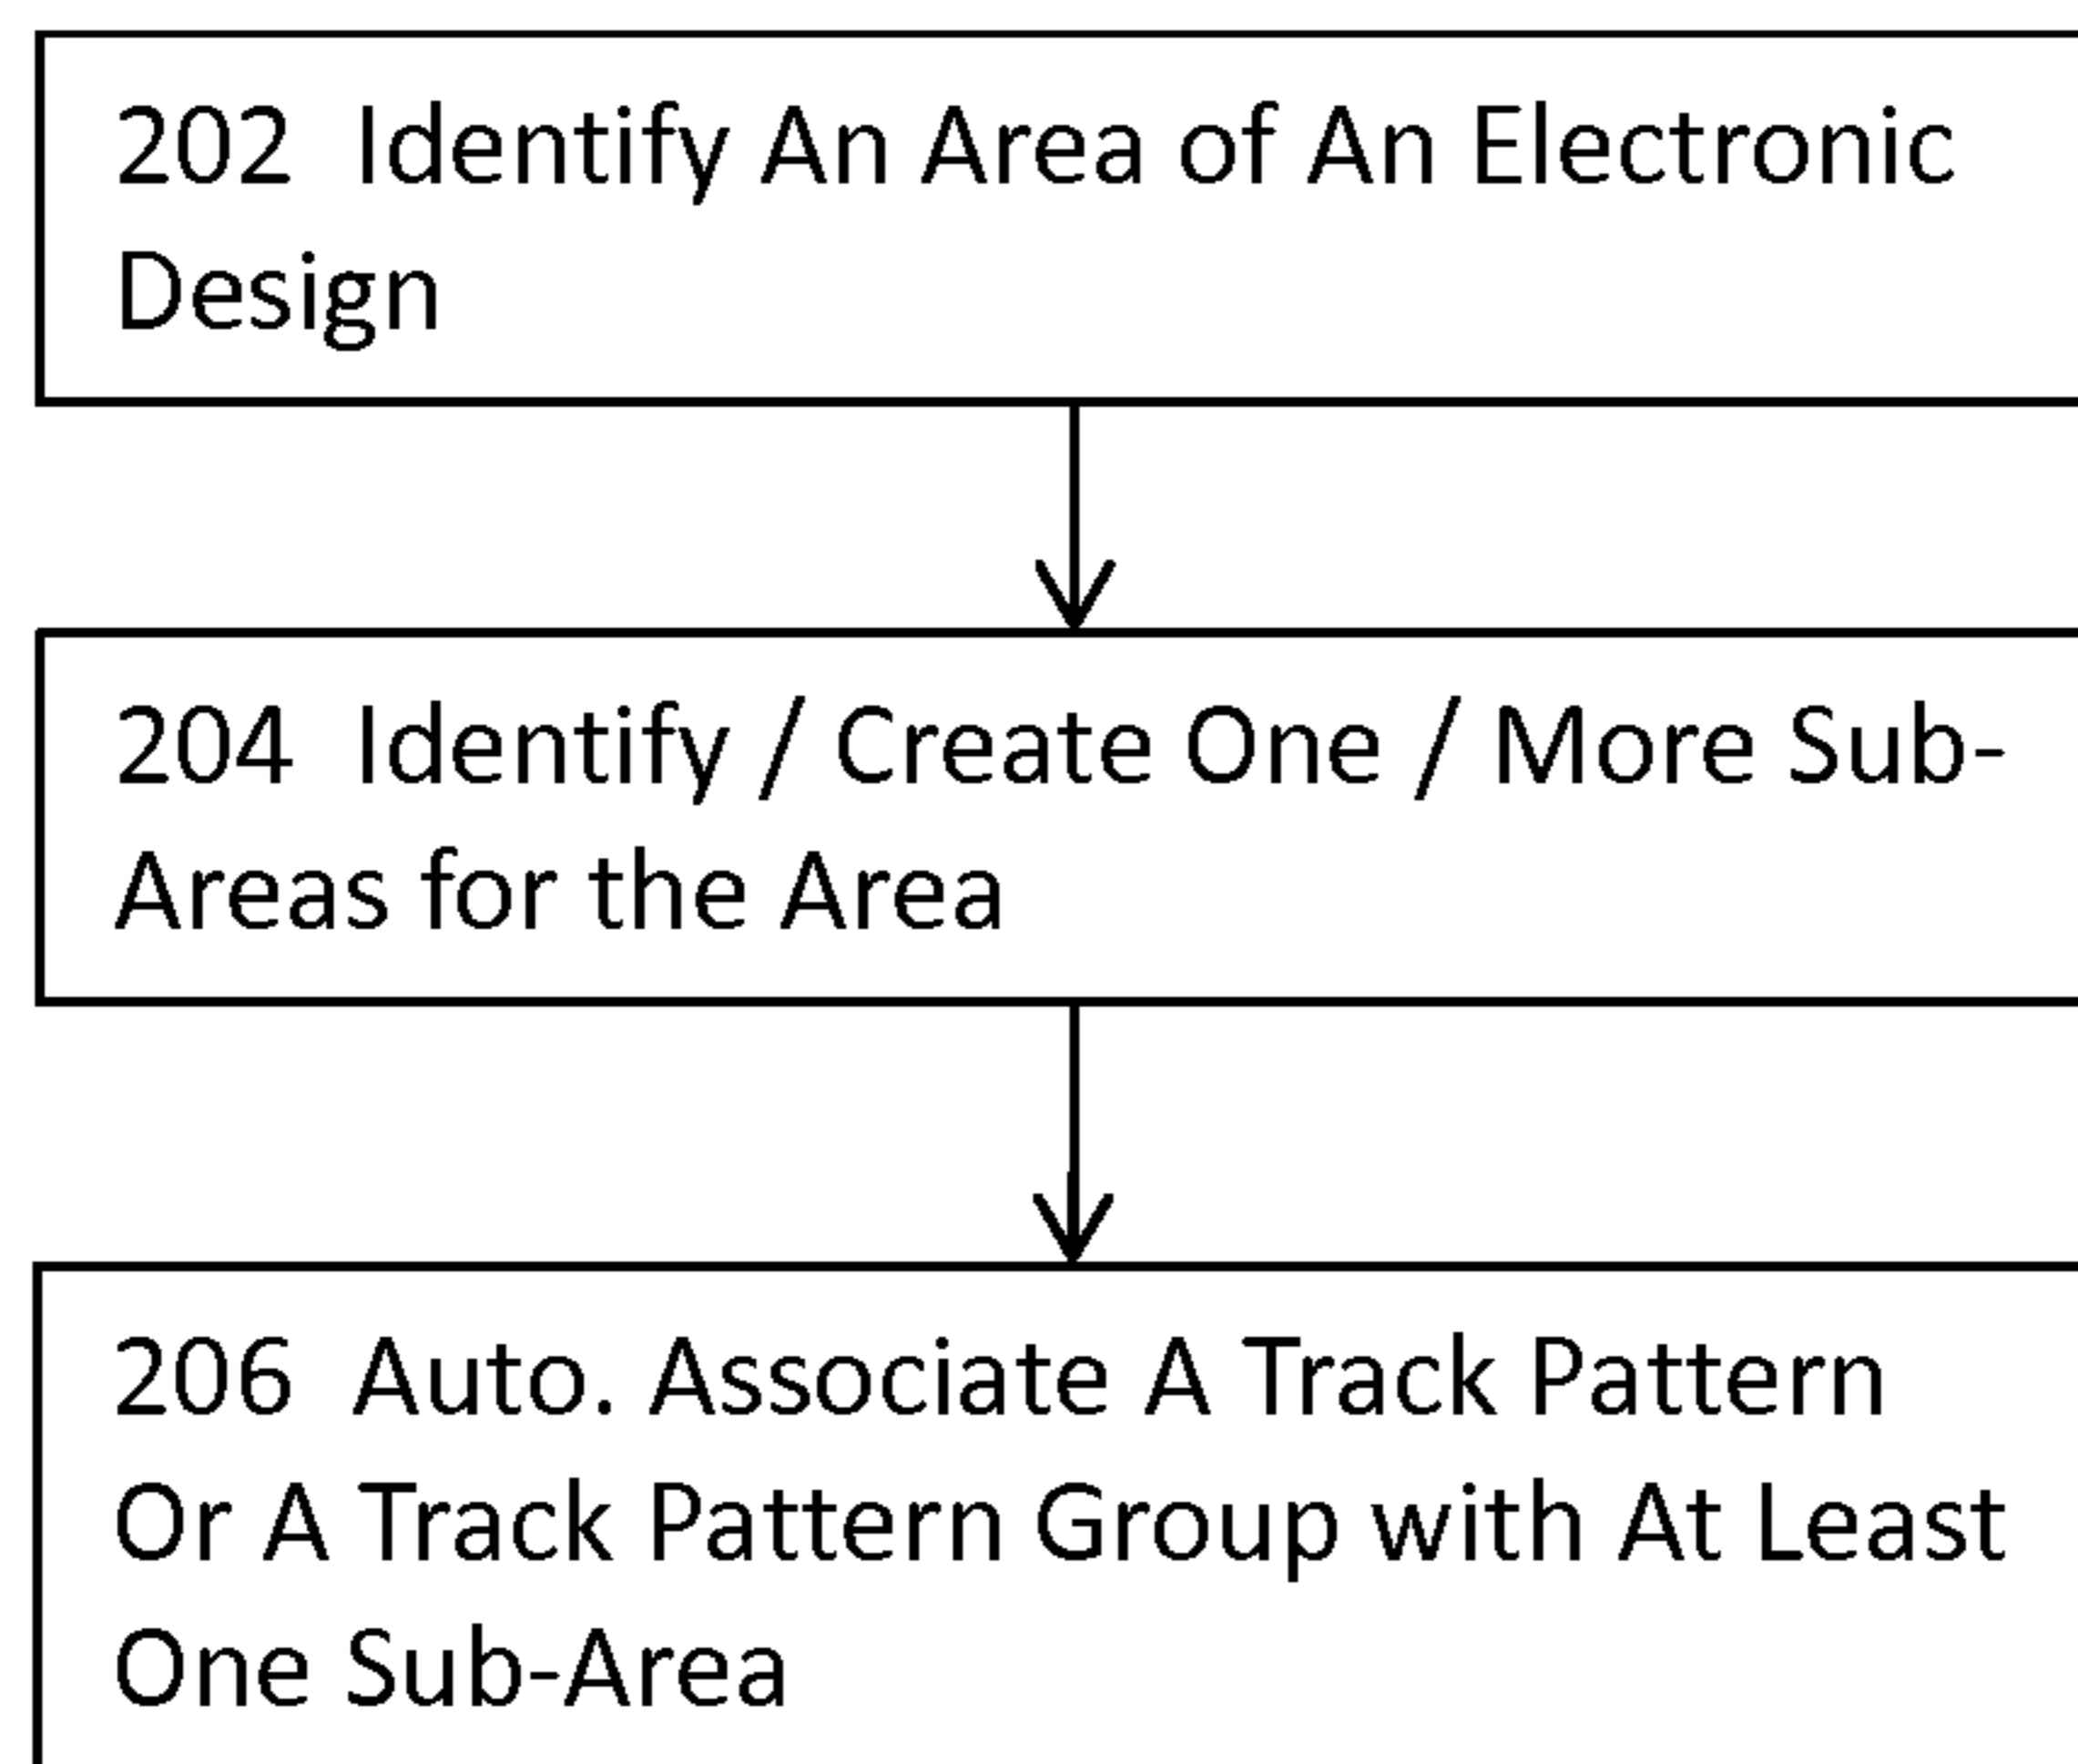 202 Identify An Area of An Electronic
Design
204 Identify / Create One / More Sub-
Areas for the Area
206 Auto. Associate A Track Pattern
Or A Track Pattern Group with At Least
One Sub-Area